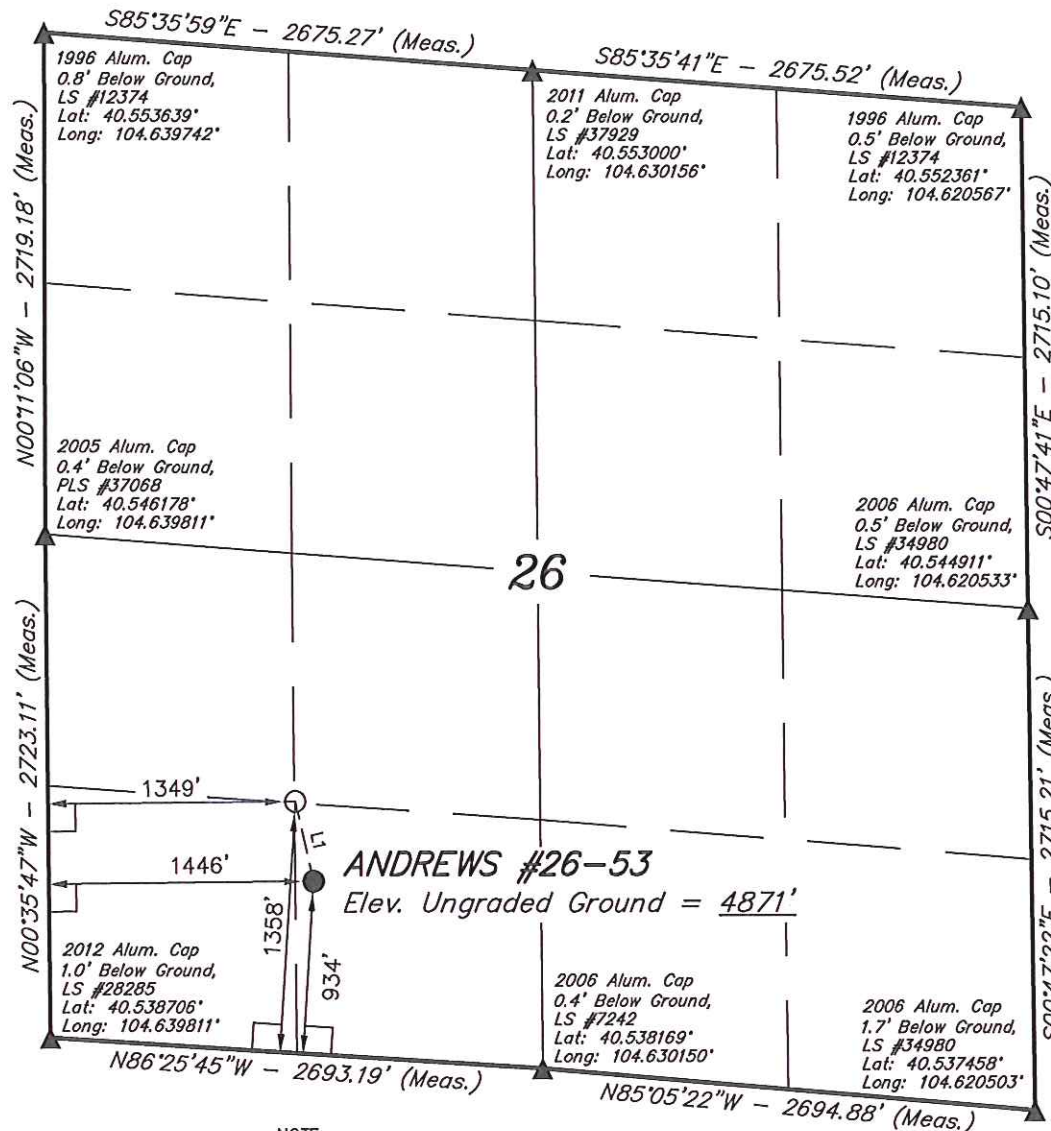 S85°35'59"E - 2675.27' (Meas.)
S85°35'41"E - 2675.52' (Meas.)
1996 Alum. Cap
0.8' Below Ground,
LS #12374
Lat: 40.553639°
Long: 104.639742°
2011 Alum. Cap
0.2' Below Ground,
LS #37929
Lat: 40.553000°
Long: 104.630156°
1996 Alum. Cap
0.5' Below Ground,
LS #12374
Lat: 40.552361°
Long: 104.620567°
N00°11'06"W - 2719.18' (Meas.)
S00°47'41"E - 2715.10' (Meas.)
2005 Alum. Cap
0.4' Below Ground,
PLS #37068
Lat: 40.546178°
Long: 104.639811°
2006 Alum. Cap
0.5' Below Ground,
LS #34980
Lat: 40.544911°
Long: 104.620533°
26
N00°35'47"W - 2723.11' (Meas.)
S00°47'22"E - 2715.21' (Meas.)
1349'
L1
1446'
ANDREWS #26-53
Elev. Ungraded Ground = 4871'
1358'
934'
2012 Alum. Cap
1.0' Below Ground,
LS #28285
Lat: 40.538706°
Long: 104.639811°
2006 Alum. Cap
0.4' Below Ground,
LS #7242
Lat: 40.538169°
Long: 104.630150°
2006 Alum. Cap
1.7' Below Ground,
LS #34980
Lat: 40.537458°
Long: 104.620503°
N86°25'45"W - 2693.19' (Meas.)
N85°05'22"W - 2694.88' (Meas.)
NOTE